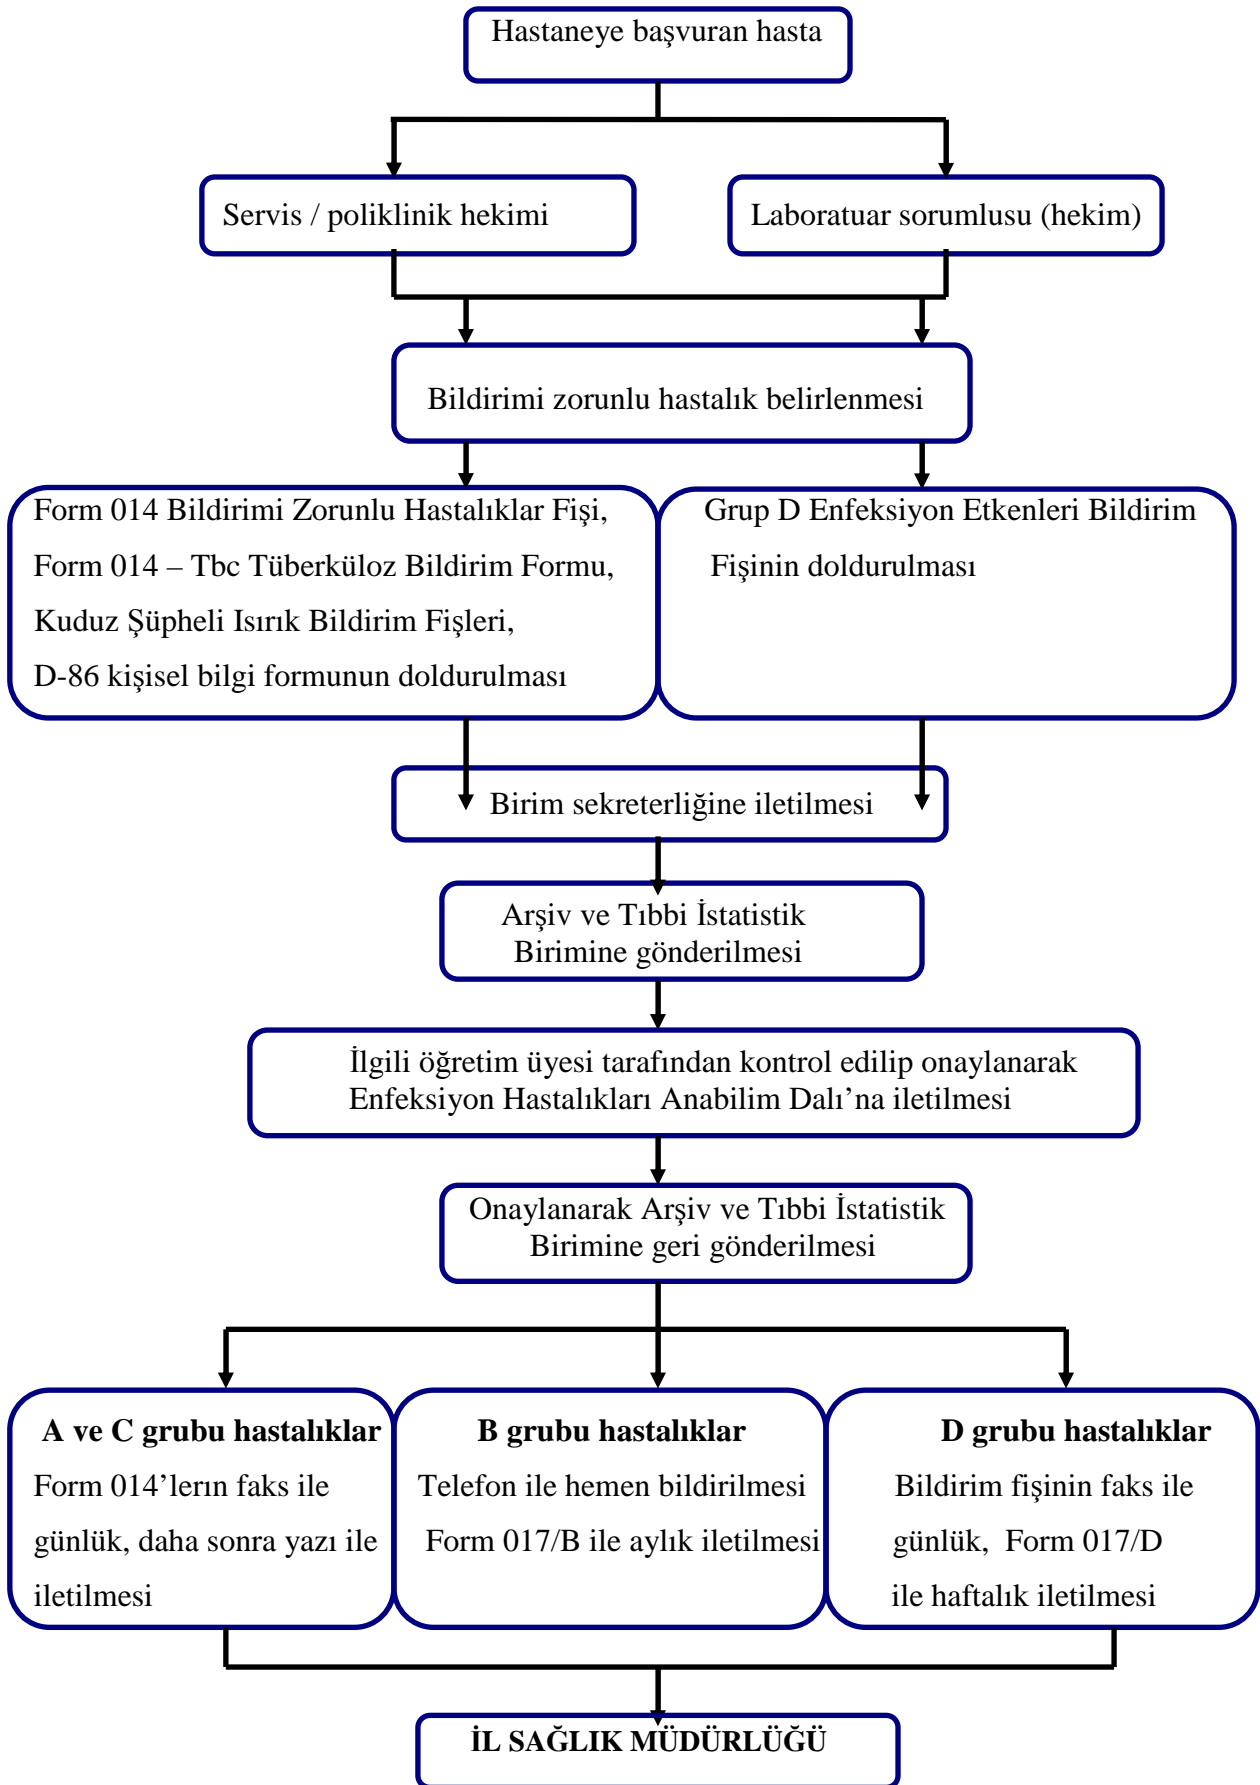 Hastaneye başvuran hasta
Servis / poliklinik hekimi
Laboratuar sorumlusu (hekim)
Bildirimi zorunlu hastalık belirlenmesi
Form 014 Bildirimi Zorunlu Hastalıklar Fişi,
Form 014 – Tbc Tüberküloz Bildirim Formu,
Kuduz Şüpheli Isırık Bildirim Fişleri,
D-86 kişisel bilgi formunun doldurulması
Grup D Enfeksiyon Etkenleri Bildirim
Fişinin doldurulması
Birim sekreterliğine iletilmesi
Arşiv ve Tıbbi İstatistik
Birimine gönderilmesi
İlgili öğretim üyesi tarafından kontrol edilip onaylanarak
Enfeksiyon Hastalıkları Anabilim Dalı’na iletilmesi
Onaylanarak Arşiv ve Tıbbi İstatistik
Birimine geri gönderilmesi
A ve C grubu hastalıklar
Form 014’lerın faks ile
günlük, daha sonra yazı ile
iletilmesi
B grubu hastalıklar
Telefon ile hemen bildirilmesi
Form 017/B ile aylık iletilmesi
D grubu hastalıklar
Bildirim fişinin faks ile
günlük, Form 017/D
ile haftalık iletilmesi
İL SAĞLIK MÜDÜRLÜĞÜ